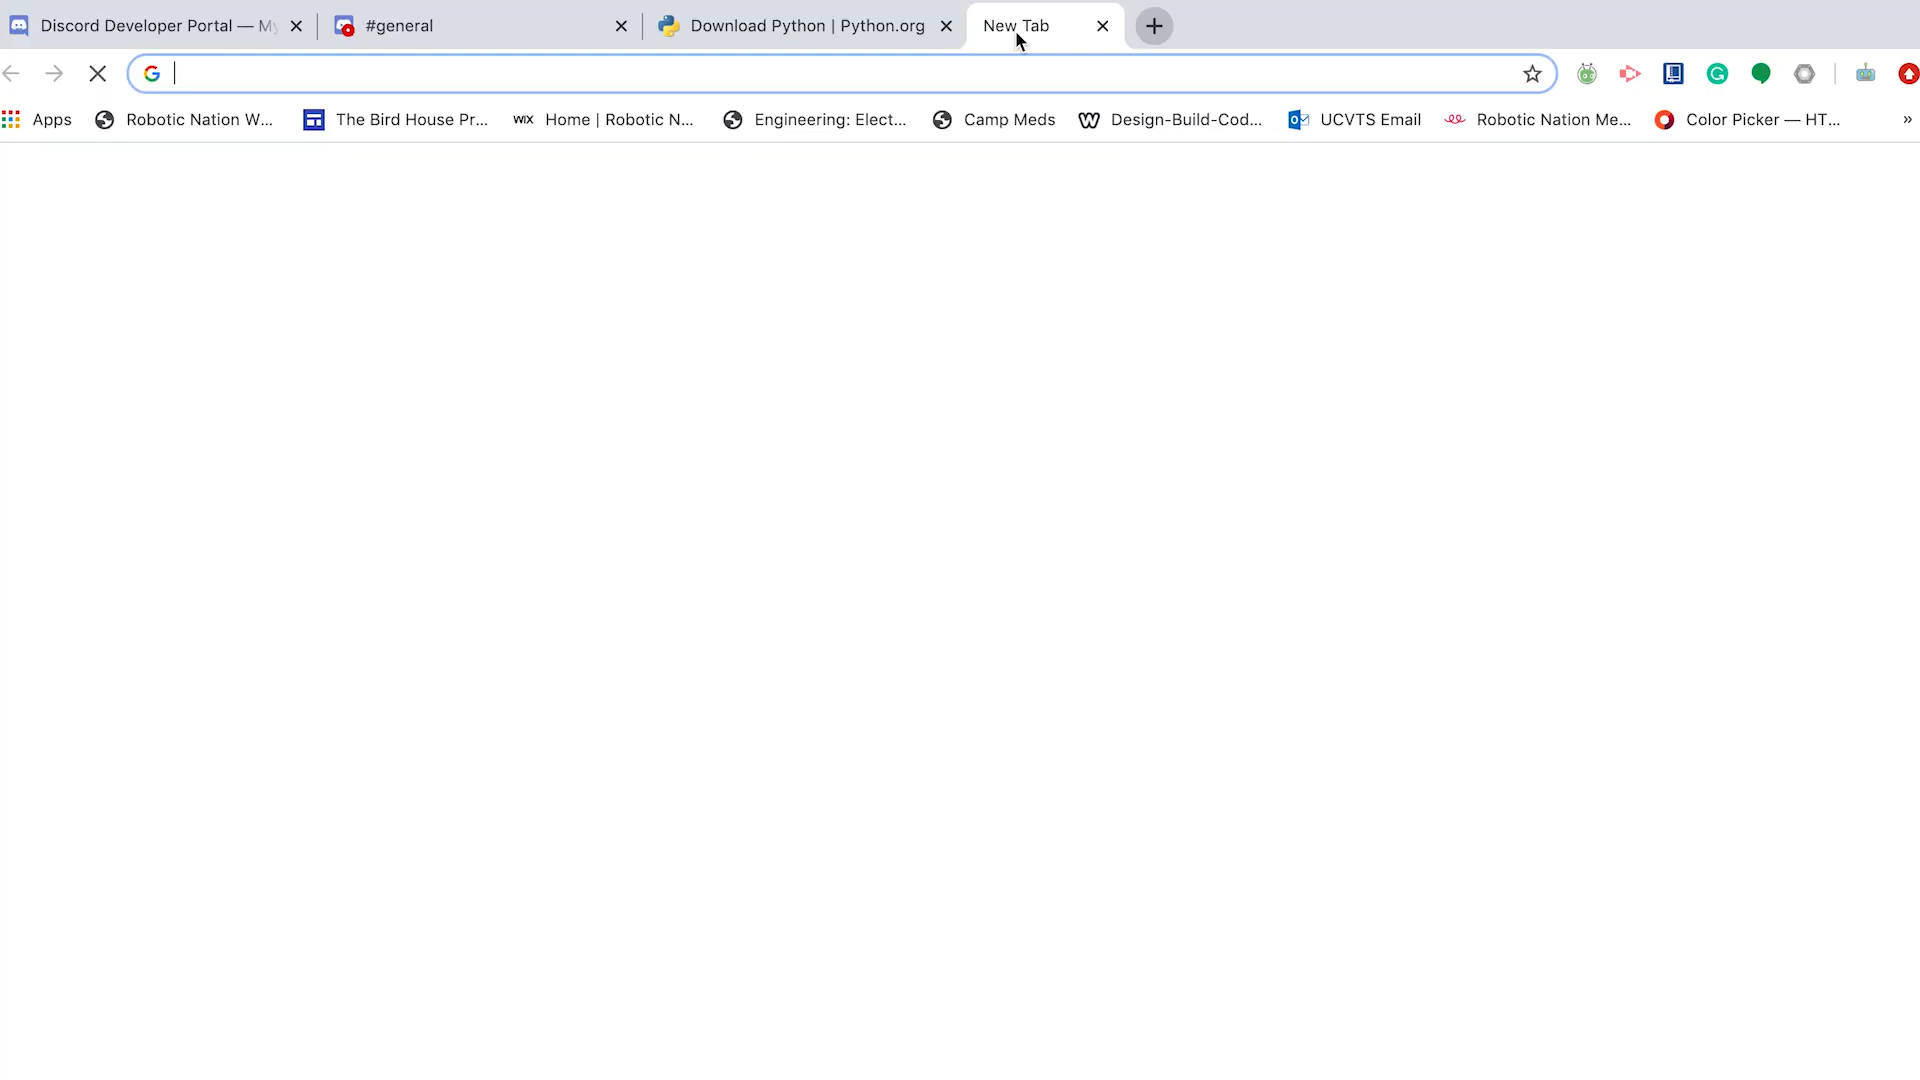 Discord Developer Portal — My
#general
Download Python | Python.org
New Tab
Apps
Robotic Nation W...
The Bird House Pr...
WIX Home | Robotic N...
Engineering: Elect...
Camp Meds
Design-Build-Cod...
UCVTS Email
Robotic Nation Me...
Color Picker — HT...
»